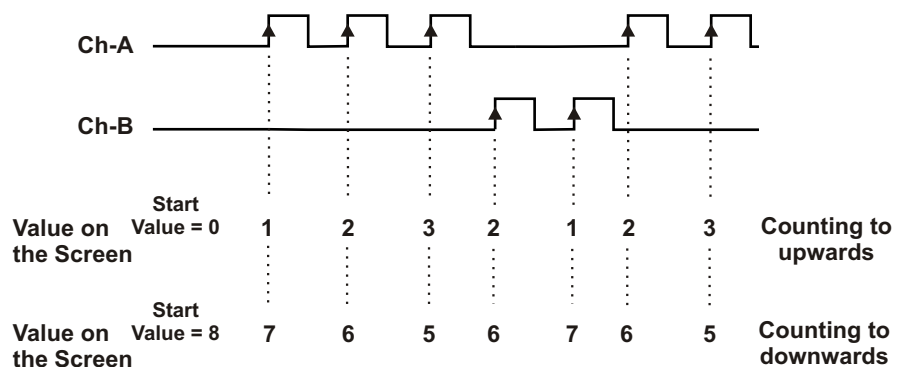 Ch-A
Ch-B
Start
Value on Value = 0 1 2 3 2 1 2 3 Counting to
the Screen upwards
Start
Value on Value = 8 7 6 5 6 7 6 5 Counting to
the Screen downwards